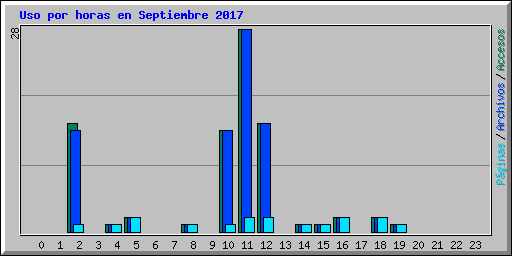 Uso por horas en Septiembre 2017
28
Páginas / Archivos / Accesos
0 1 2 3 4 5 6 7 8 9 10 11 12 13 14 15 16 17 18 19 20 21 22 23